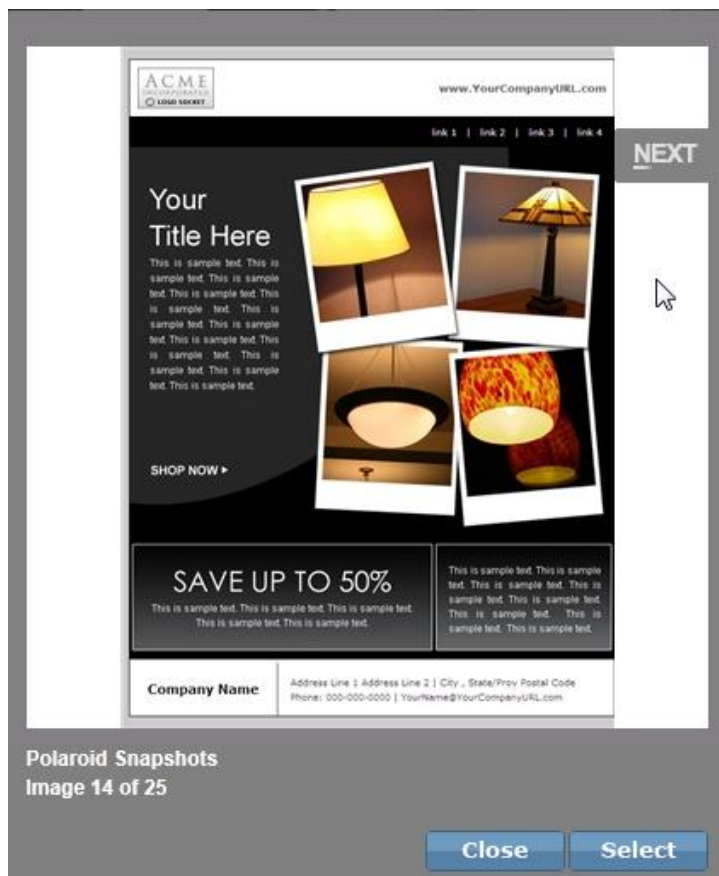 ACME
INCORPORATED
LOGO SOCKET
www.YourCompanyURL.com
link 1 | link 2 | link 3 | link 4
NEXT
Your
Title Here
This is sample text. This is
sample text. This is sample
text. This is sample text. This
is sample text. This is
sample text. This is sample
text. This is sample text. This
is sample text. This is
sample text. This is sample
text. This is sample text.
SHOP NOW
SAVE UP TO 50%
This is sample text. This is sample text. This is sample text.
This is sample text. This is sample text.
This is sample text. This is sample
text. This is sample text. This is
sample text. This is sample text.
This is sample text. This is
sample text. This is sample text.
Company Name
Address Line 1 Address Line 2 | City , State/Prov Postal Code
Phone: 000-000-0000 | YourName@YourCompanyURL.com
Polaroid Snapshots
Image 14 of 25
Close
Select